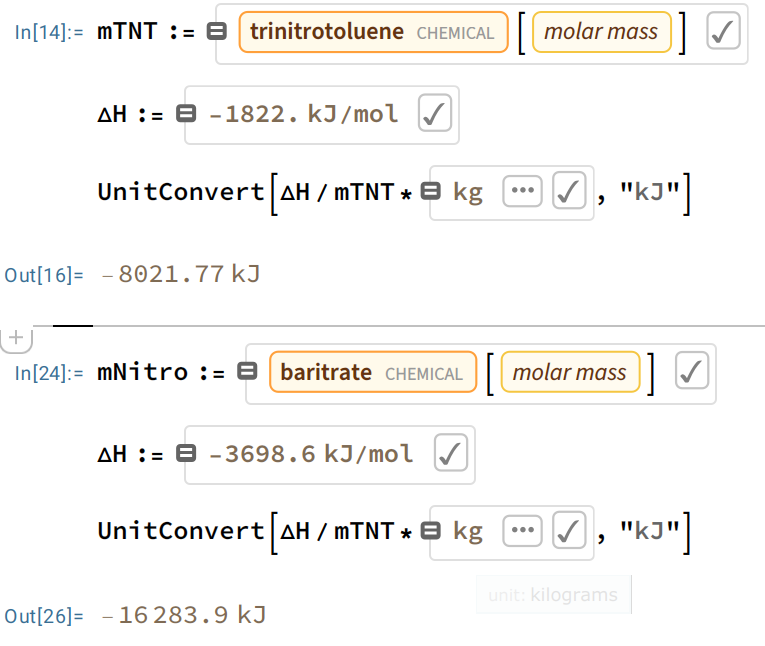 In[14]:= mTNT := trinitrotoluene CHEMICAL [ molar mass ] ✓
ΔH := -1822. kJ/mol ✓
UnitConvert[ΔH / mTNT * kg ••• ✓ , "kJ"]
Out[16]= -8021.77 kJ
+
In[24]:= mNitro := baritrate CHEMICAL [ molar mass ] ✓
ΔH := -3698.6 kJ/mol ✓
UnitConvert[ΔH / mTNT * kg ••• ✓ , "kJ"]
unit: kilograms
Out[26]= -16283.9 kJ